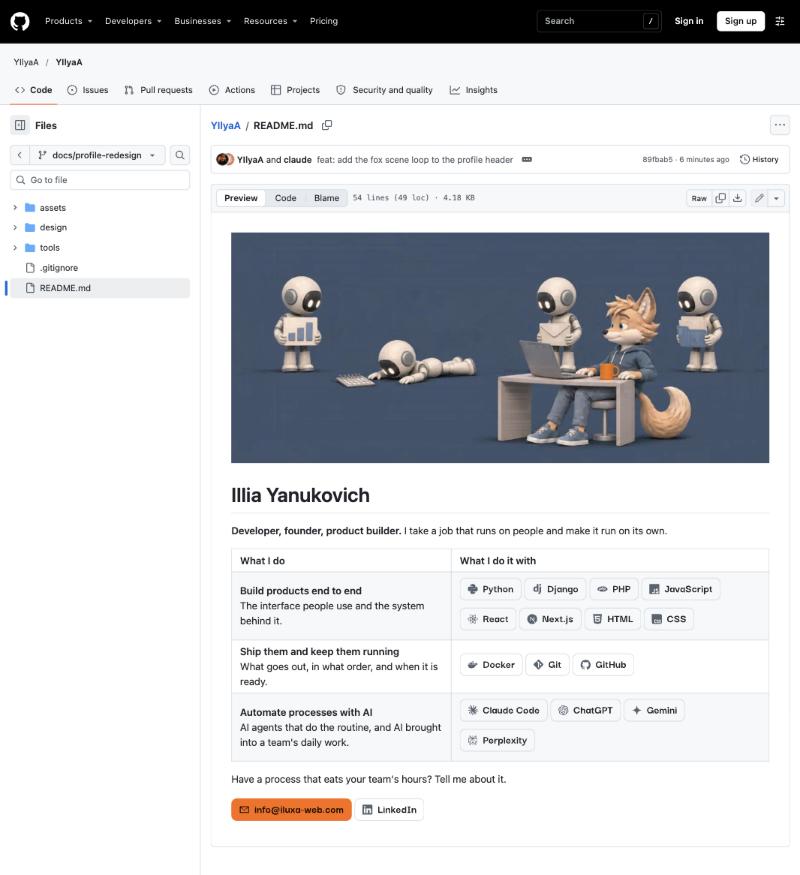 Products
Developers
Businesses
Resources
Pricing
Search
/
Sign in
Sign up
YIlyaA / YIlyaA
Code
Issues
Pull requests
Actions
Projects
Security and quality
Insights
Files
docs/profile-redesign
Go to file
assets
design
tools
.gitignore
README.md
YIlyaA / README.md
YIlyaA and claude feat: add the fox scene loop to the profile header
89fbab5 · 6 minutes ago
History
Preview
Code
Blame
54 lines (49 loc) · 4.18 KB
Raw
Illia Yanukovich
Developer, founder, product builder. I take a job that runs on people and make it run on its own.
What I do
What I do it with
Build products end to end
The interface people use and the system
behind it.
Python
Django
PHP
JavaScript
React
Next.js
HTML
CSS
Ship them and keep them running
What goes out, in what order, and when it is
ready.
Docker
Git
GitHub
Automate processes with AI
AI agents that do the routine, and AI brought
into a team's daily work.
Claude Code
ChatGPT
Gemini
Perplexity
Have a process that eats your team's hours? Tell me about it.
info@iluxa-web.com
LinkedIn